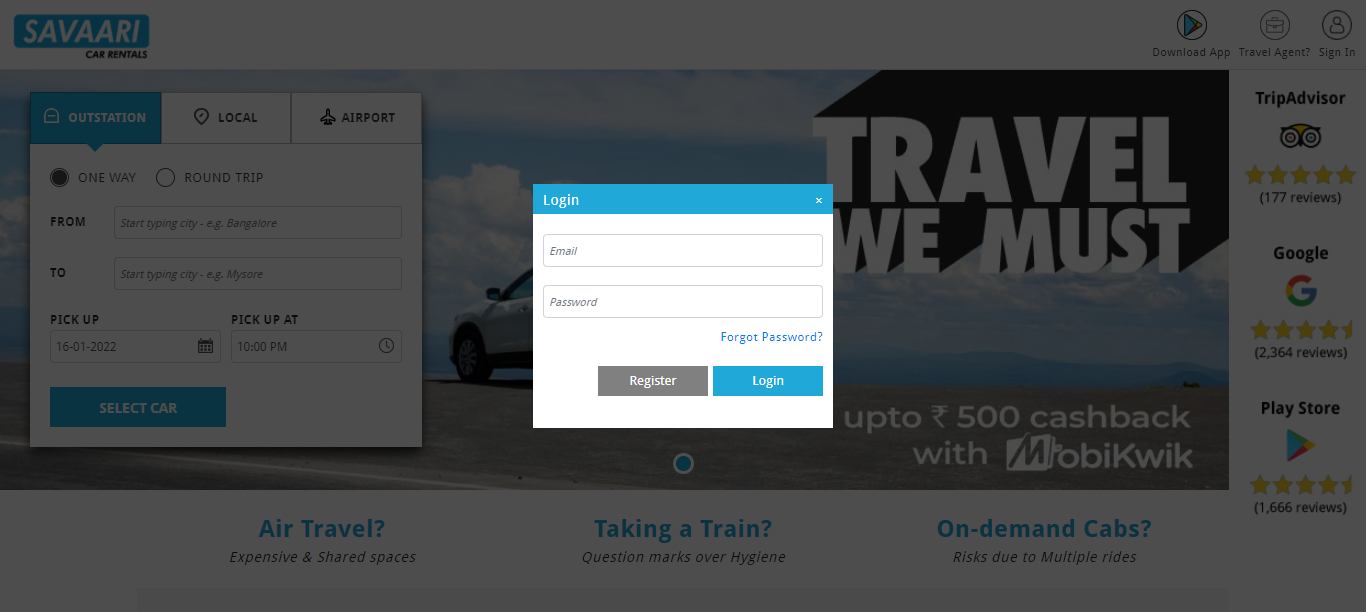 SAVAARI
CAR RENTALS
Download App
Travel Agent?
Sign In
OUTSTATION
LOCAL
AIRPORT
ONE WAY
ROUND TRIP
FROM
Start typing city - e.g. Bangalore
TO
Start typing city - e.g. Mysore
PICK UP
PICK UP AT
16-01-2022
10:00 PM
SELECT CAR
TRAVEL
WE MUST
upto ₹ 500 cashback
with MobiKwik
Login
×
Email
Password
Forgot Password?
Register
Login
TripAdvisor
(177 reviews)
Google
(2,364 reviews)
Play Store
(1,666 reviews)
Air Travel?
Expensive & Shared spaces
Taking a Train?
Question marks over Hygiene
On-demand Cabs?
Risks due to Multiple rides